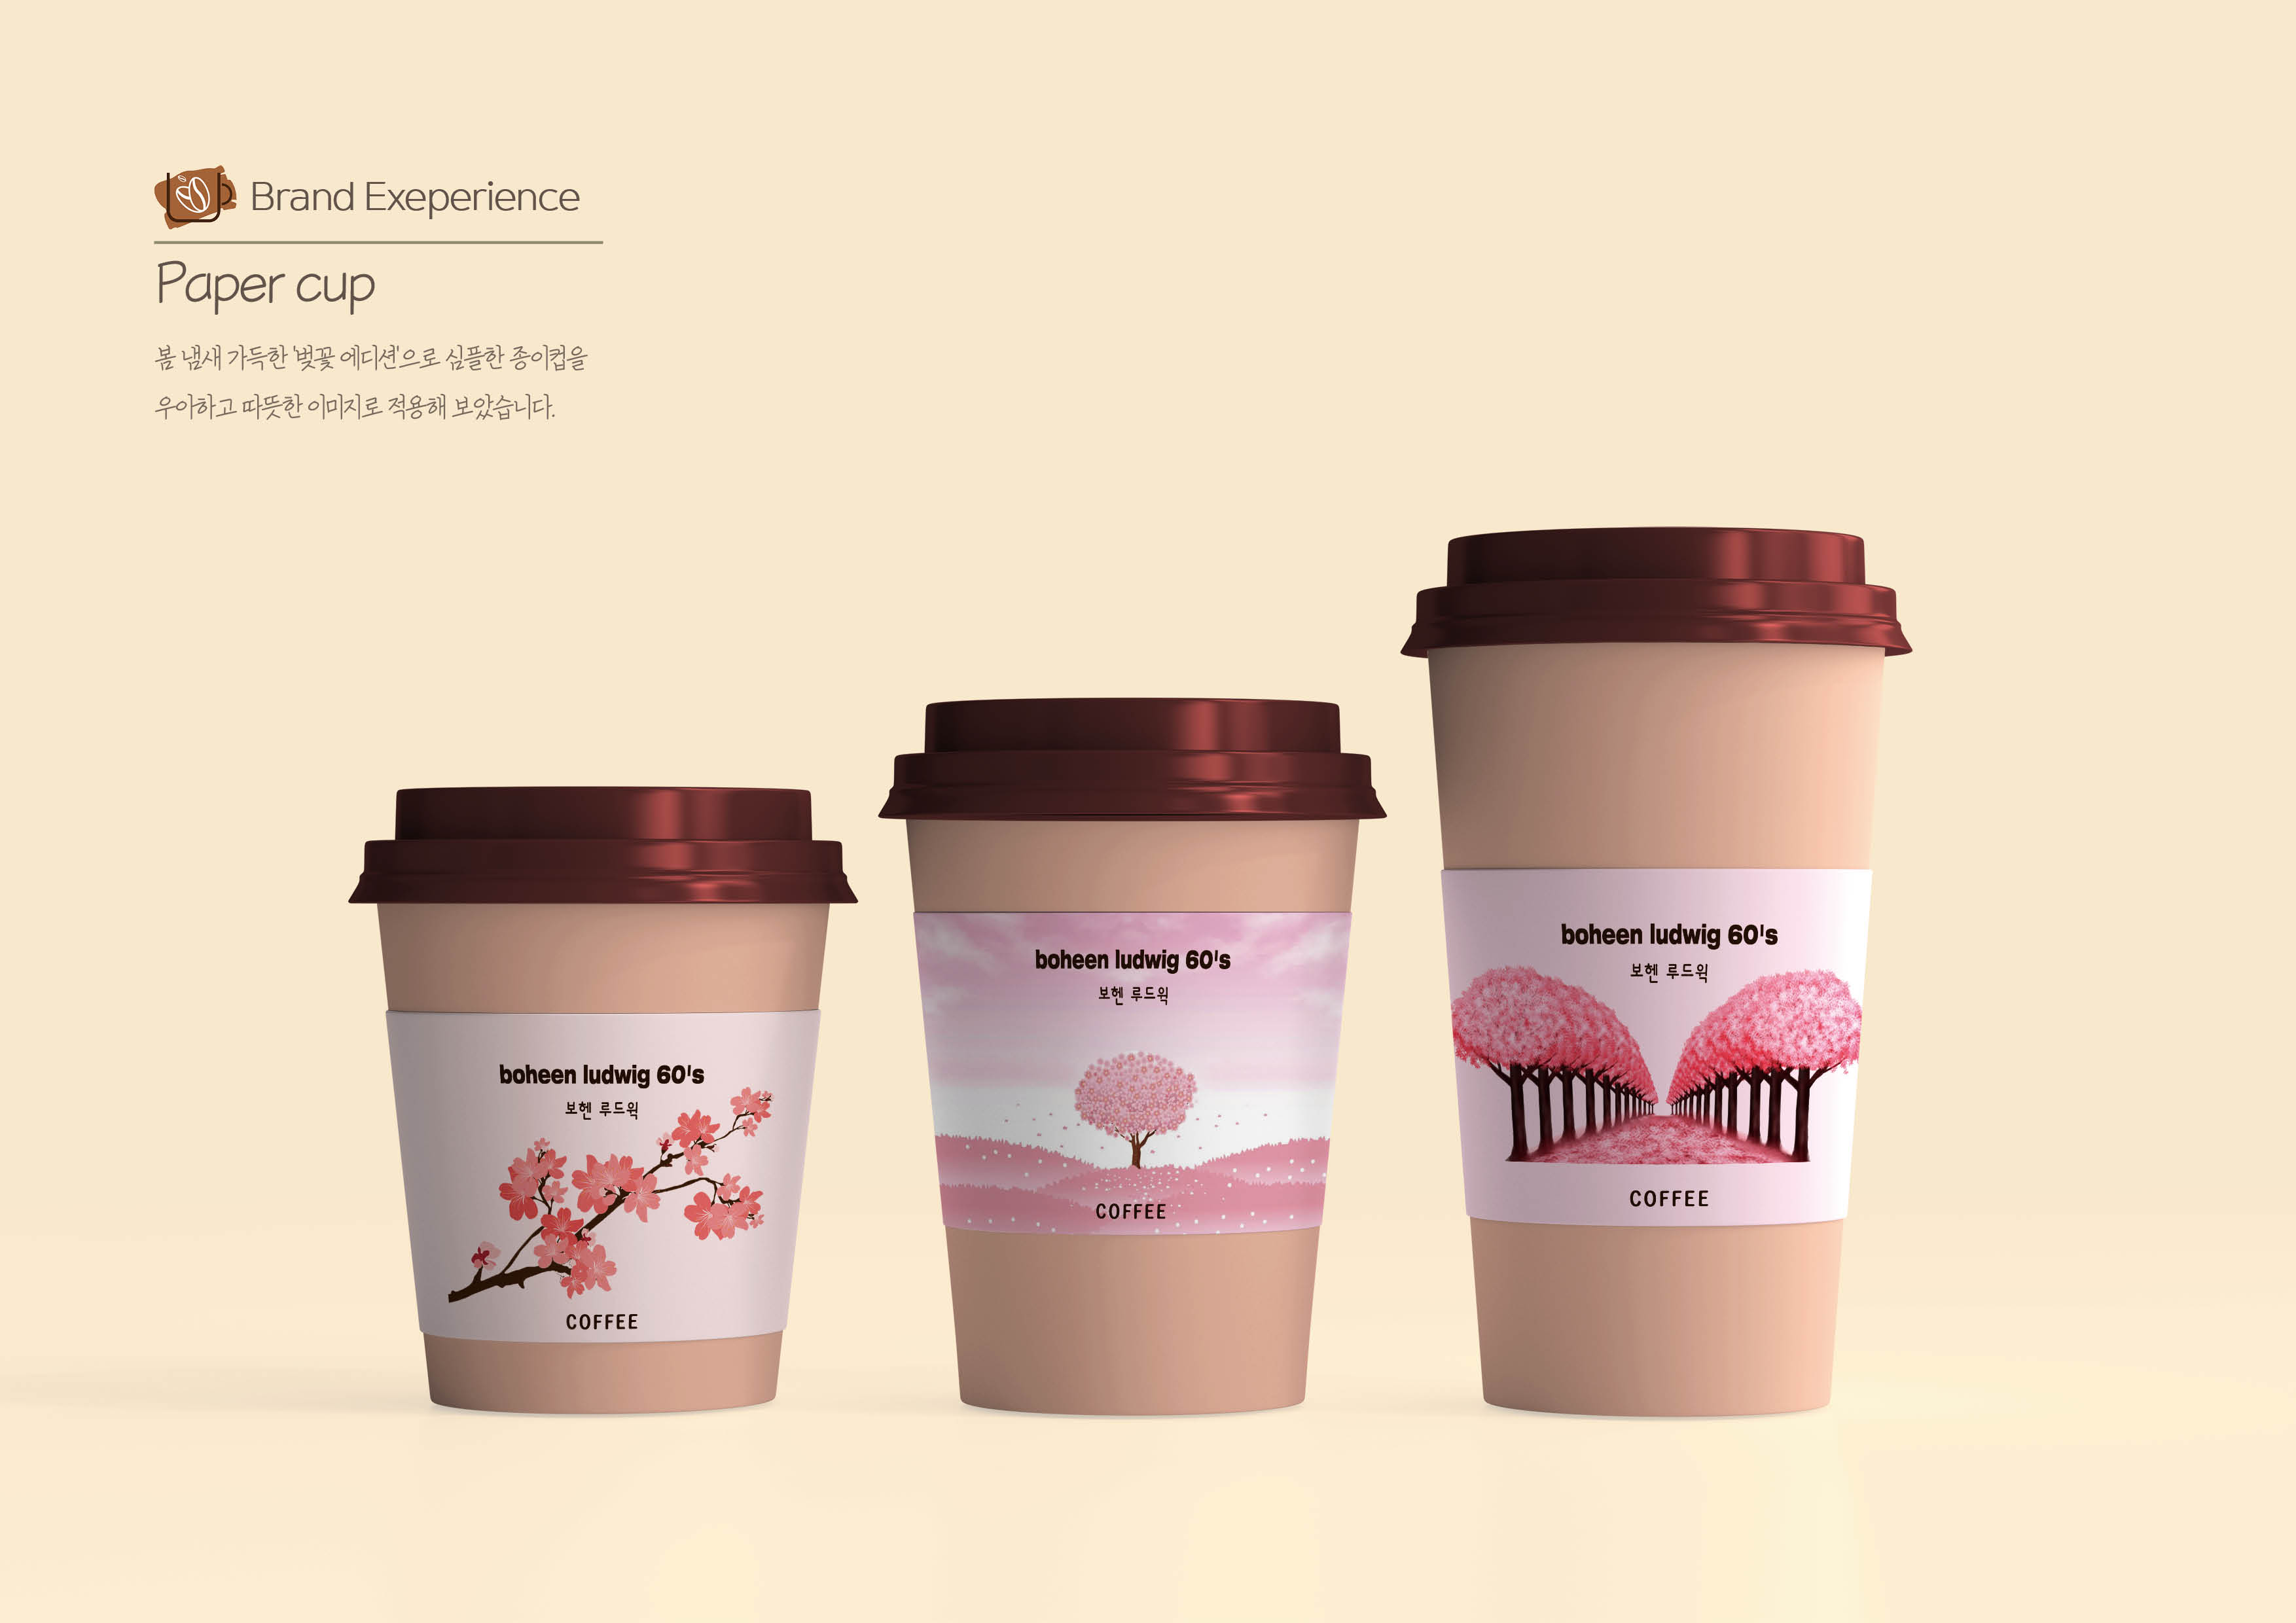 Brand Exeperience
Paper cup
봄 냄새 가득한 '벚꽃 에디션'으로 심플한 종이컵을
우아하고 따뜻한 이미지로 적용해 보았습니다.
boheen ludwig 60's
보헨 루드윅
COFFEE
boheen ludwig 60's
보헨 루드윅
COFFEE
boheen ludwig 60's
보헨 루드윅
COFFEE